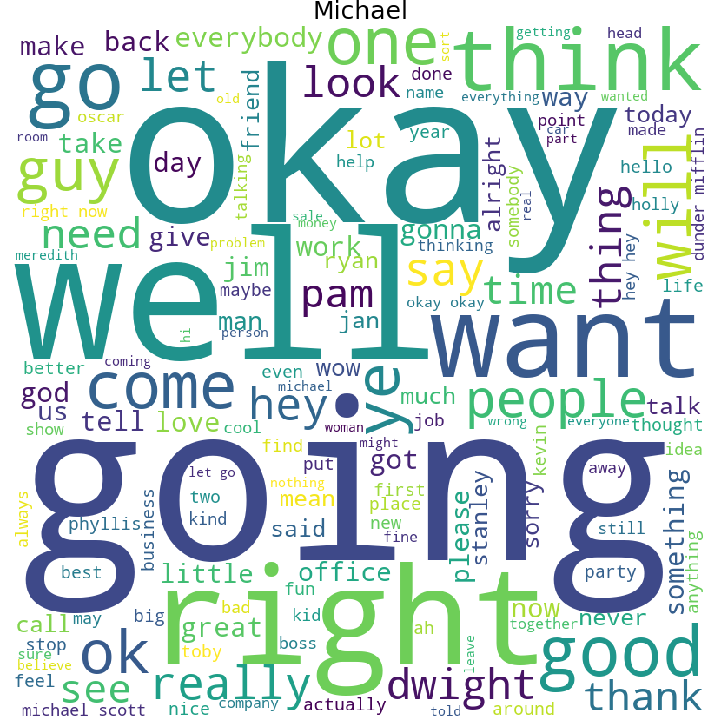 Michael
make back everybody one think getting head
go let look done sort
okay
name everything way wanted
oscar old friend year point car today
room take day lot help part made
guy talking alright somebody real hello will dunder mifflin
right now sale money holly
need give problem work gonna thinking thing hey hey
meredith jim ryan say time life
well maybe pam okay okay want
man jan hi person
better coming even wow
god come michael ye much people talk
us tell hey woman job wrong everyone thought
show love cool might
going
find put got kevin idea
let go nothing mean first away
always two place stanley sorry something
phyllis business kind said new please still
fine
best little office party anything
right
fun
may big bad kid now together never
call great ah good
stop ok boss
sure toby leave
believe
feel see really dwight thank
nice company actually
michael scott told around